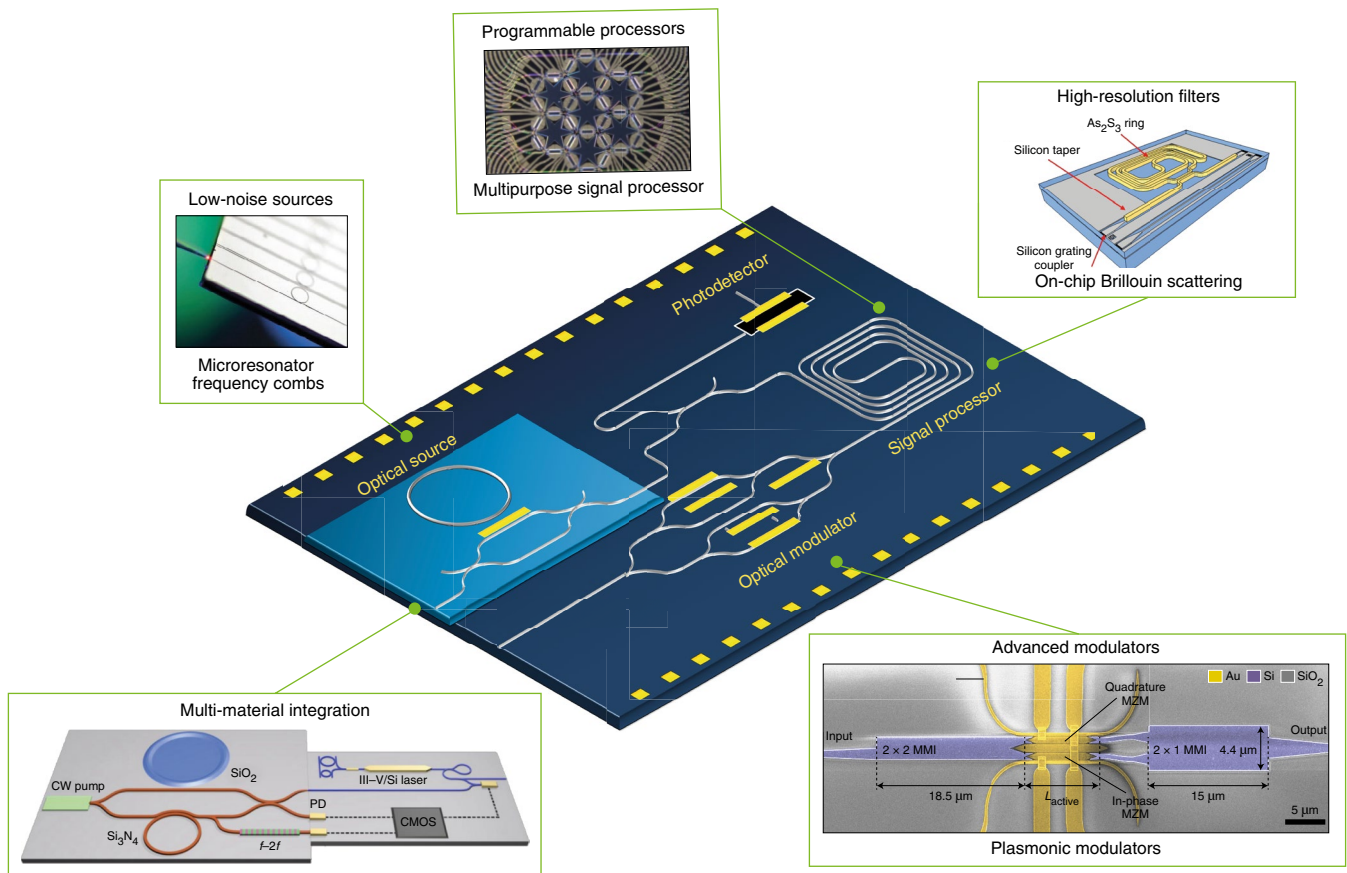 Programmable processors
Multipurpose signal processor
High-resolution filters
As₂S₃ ring
Silicon taper
Silicon grating
coupler
On-chip Brillouin scattering
Low-noise sources
Microresonator
frequency combs
Photodetector
Optical source
Signal processor
Optical modulator
Multi-material integration
SiO₂
CW pump
III–V/Si laser
PD
CMOS
Si₃N₄
f–2f
Advanced modulators
Au Si SiO₂
Quadrature
MZM
Input
Output
2 × 2 MMI
2 × 1 MMI
4.4 µm
18.5 µm
L active
In-phase
MZM
15 µm
5 µm
Plasmonic modulators